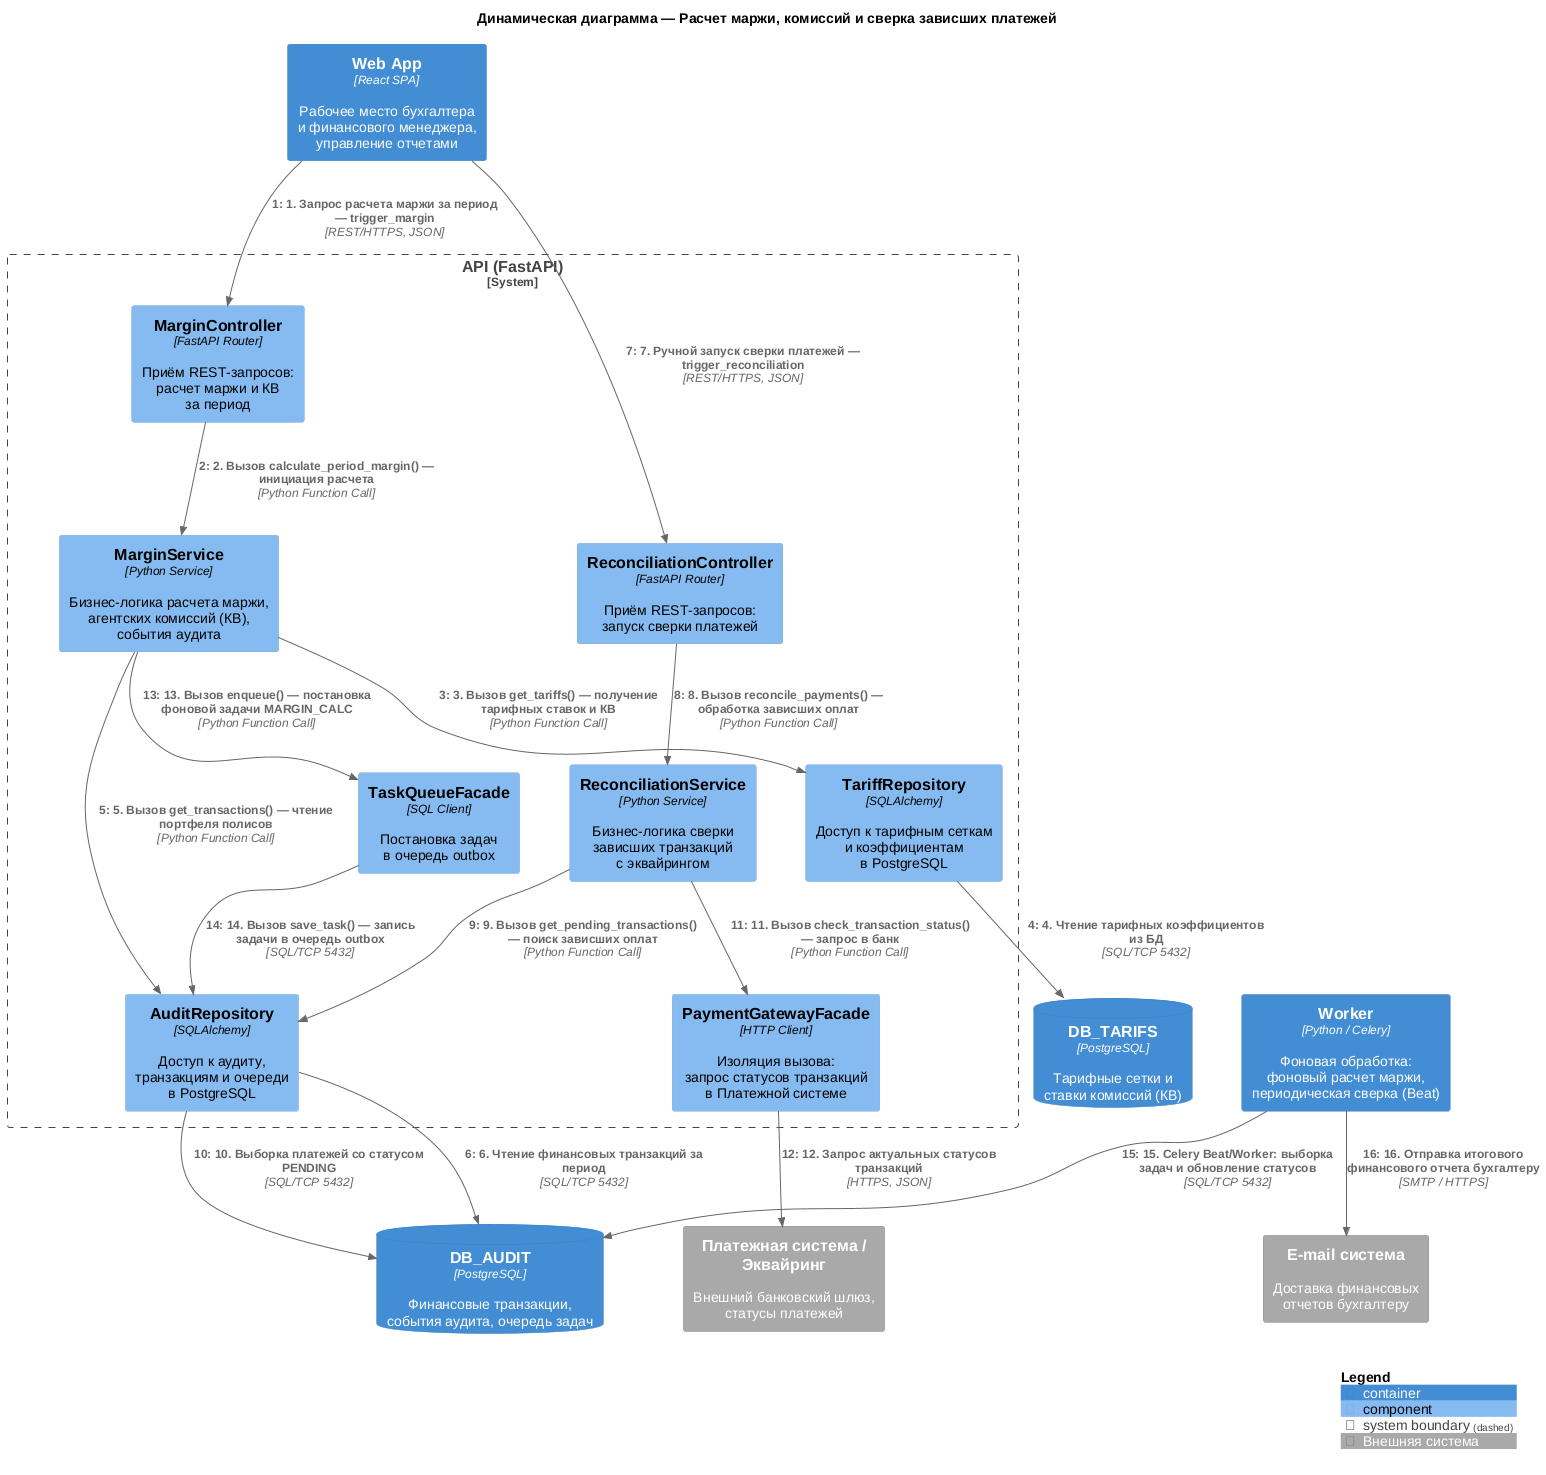 Динамическая диаграмма — Расчет маржи, комиссий и сверка зависших платежей
Web App
[React SPA]
Рабочее место бухгалтера
и финансового менеджера,
управление отчетами
1: 1. Запрос расчета маржи за период
— trigger_margin
[REST/HTTPS, JSON]
API (FastAPI)
[System]
MarginController
[FastAPI Router]
Приём REST-запросов:
расчет маржи и КВ
за период
7: 7. Ручной запуск сверки платежей —
trigger_reconciliation
[REST/HTTPS, JSON]
2: 2. Вызов calculate_period_margin() —
инициация расчета
[Python Function Call]
MarginService
[Python Service]
Бизнес-логика расчета маржи,
агентских комиссий (КВ),
события аудита
ReconciliationController
[FastAPI Router]
Приём REST-запросов:
запуск сверки платежей
13: 13. Вызов enqueue() — постановка
фоновой задачи MARGIN_CALC
[Python Function Call]
3: 3. Вызов get_tariffs() — получение
тарифных ставок и КВ
[Python Function Call]
8: 8. Вызов reconcile_payments() —
обработка зависших оплат
[Python Function Call]
5: 5. Вызов get_transactions() — чтение
портфеля полисов
[Python Function Call]
TaskQueueFacade
[SQL Client]
Постановка задач
в очередь outbox
ReconciliationService
[Python Service]
Бизнес-логика сверки
зависших транзакций
с эквайрингом
TariffRepository
[SQLAlchemy]
Доступ к тарифным сеткам
и коэффициентам
в PostgreSQL
14: 14. Вызов save_task() — запись
задачи в очередь outbox
[SQL/TCP 5432]
9: 9. Вызов get_pending_transactions()
— поиск зависших оплат
[Python Function Call]
11: 11. Вызов check_transaction_status()
— запрос в банк
[Python Function Call]
4: 4. Чтение тарифных коэффициентов
из БД
[SQL/TCP 5432]
AuditRepository
[SQLAlchemy]
Доступ к аудиту,
транзакциям и очереди
в PostgreSQL
PaymentGatewayFacade
[HTTP Client]
Изоляция вызова:
запрос статусов транзакций
в Платежной системе
DB_TARIFS
[PostgreSQL]
Тарифные сетки и
ставки комиссий (КВ)
Worker
[Python / Celery]
Фоновая обработка:
фоновый расчет маржи,
периодическая сверка (Beat)
10: 10. Выборка платежей со статусом
PENDING
[SQL/TCP 5432]
6: 6. Чтение финансовых транзакций за
период
[SQL/TCP 5432]
12: 12. Запрос актуальных статусов
транзакций
[HTTPS, JSON]
15: 15. Celery Beat/Worker: выборка
задач и обновление статусов
[SQL/TCP 5432]
16: 16. Отправка итогового
финансового отчета бухгалтеру
[SMTP / HTTPS]
DB_AUDIT
[PostgreSQL]
Финансовые транзакции,
события аудита, очередь задач
Платежная система /
Эквайринг
Внешний банковский шлюз,
статусы платежей
E-mail система
Доставка финансовых
отчетов бухгалтеру
Legend
container
component
system boundary (dashed)
Внешняя система